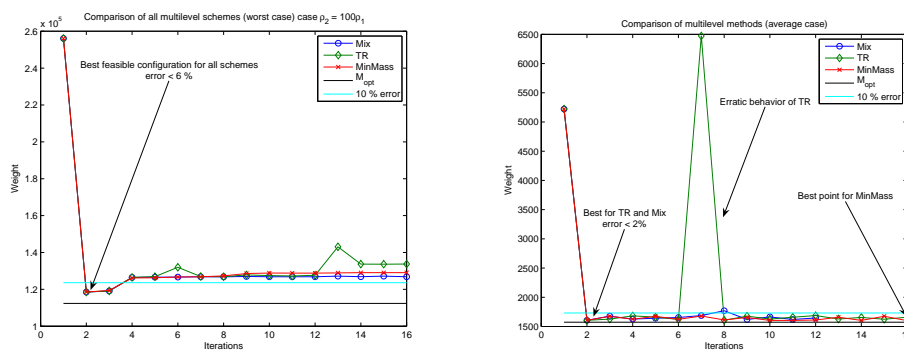 Comparison of all multilevel schemes (worst case) case ρ2 = 100ρ1
x 10^5
2.6
2.4
2.2
2
1.8
1.6
1.4
1.2
1
0
2
4
6
8
10
12
14
16
Iterations
Weight
Mix
TR
MinMass
Mopt
10 % error
Best feasible configuration for all schemes
error < 6 %
Comparison of multilevel methods (average case)
6500
6000
5500
5000
4500
4000
3500
3000
2500
2000
1500
0
2
4
6
8
10
12
14
16
Iterations
Weight
Mix
TR
MinMass
Mopt
10 % error
Erratic behavior of TR
Best point for MinMass
Best for TR and Mix
error < 2%